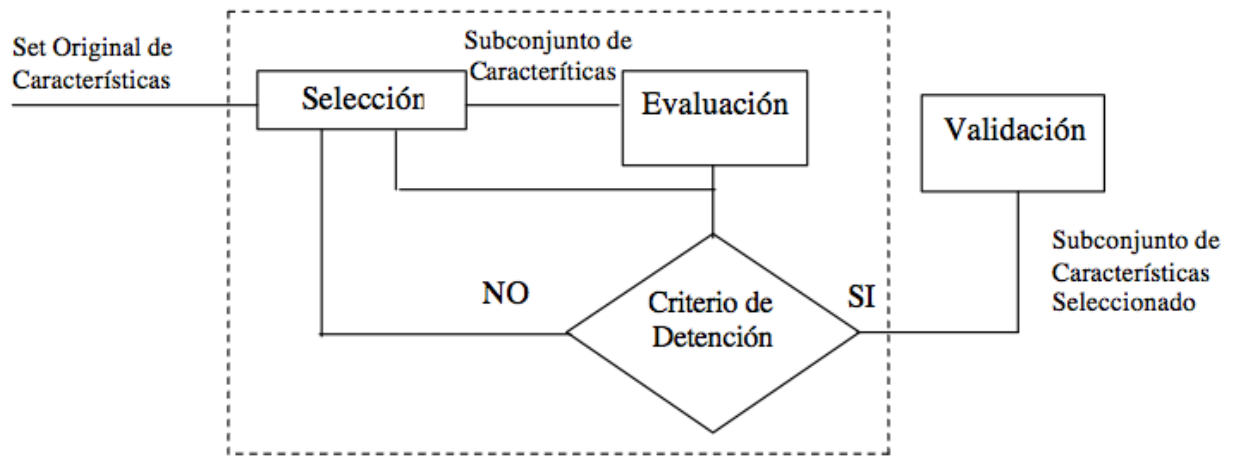 Set Original de
Características
Selección
Subconjunto de
Caracteríticas
Evaluación
Validación
NO
Criterio de
Detención
SI
Subconjunto de
Características
Seleccionado